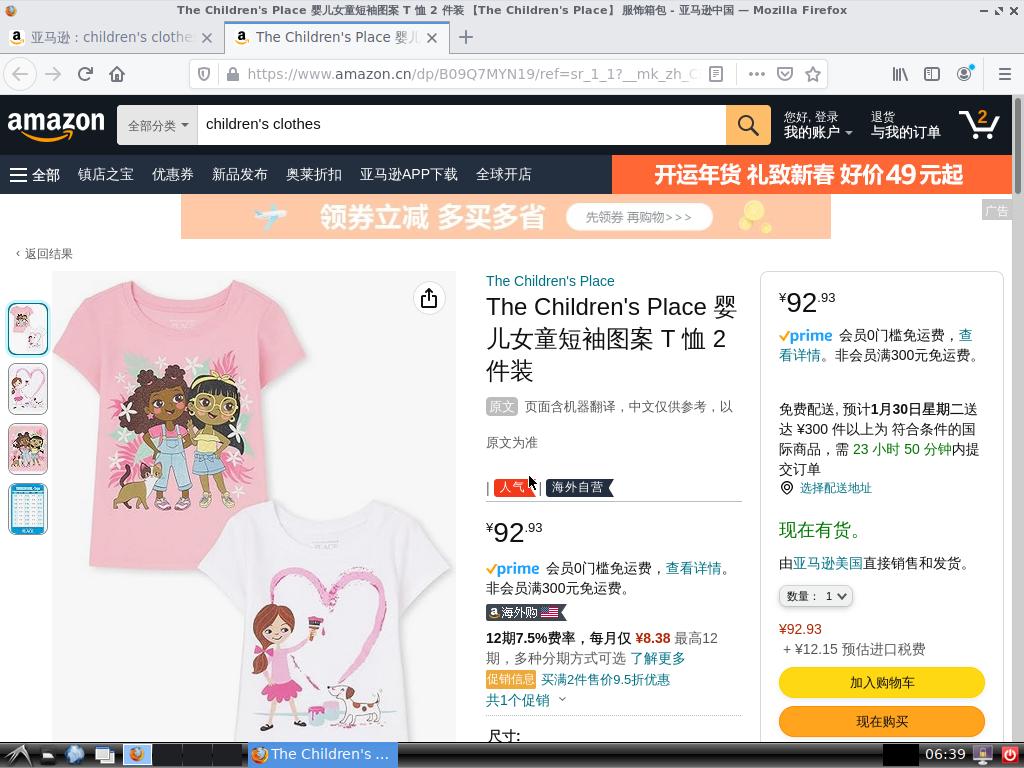 The Children's Place 婴儿女童短袖图案 T 恤 2 件装 【The Children's Place】 服饰箱包 - 亚马逊中国 — Mozilla Firefox
亚马逊 : children's clothe
The Children's Place 婴儿
https://www.amazon.cn/dp/B09Q7MYN19/ref=sr_1_1?__mk_zh_C
amazon
全部分类
children's clothes
您好, 登录
我的账户
退货
与我的订单
2
全部
镇店之宝
优惠券
新品发布
奥莱折扣
亚马逊APP下载
全球开店
开运年货 礼致新春 好价49元起
领券立减 多买多省
先领券 再购物>>>
广告
‹ 返回结果
The Children's Place
The Children's Place 婴
儿女童短袖图案 T 恤 2
件装
原文 页面含机器翻译，中文仅供参考，以
原文为准
| 人气 | 海外自营
¥92.93
prime 会员0门槛免运费，查看详情。
非会员满300元免运费。
海外购
12期7.5%费率，每月仅 ¥8.38 最高12
期，多种分期方式可选 了解更多
促销信息 买满2件售价9.5折优惠
共1个促销
尺寸:
¥92.93
prime 会员0门槛免运费，查
看详情。非会员满300元免运费。
免费配送, 预计1月30日星期二送
达 ¥300 件以上为 符合条件的国
际商品，需 23 小时 50 分钟内提
交订单
选择配送地址
现在有货。
由亚马逊美国直接销售和发货。
数量： 1
¥92.93
+ ¥12.15 预估进口税费
加入购物车
现在购买
The Children's ...
06:39